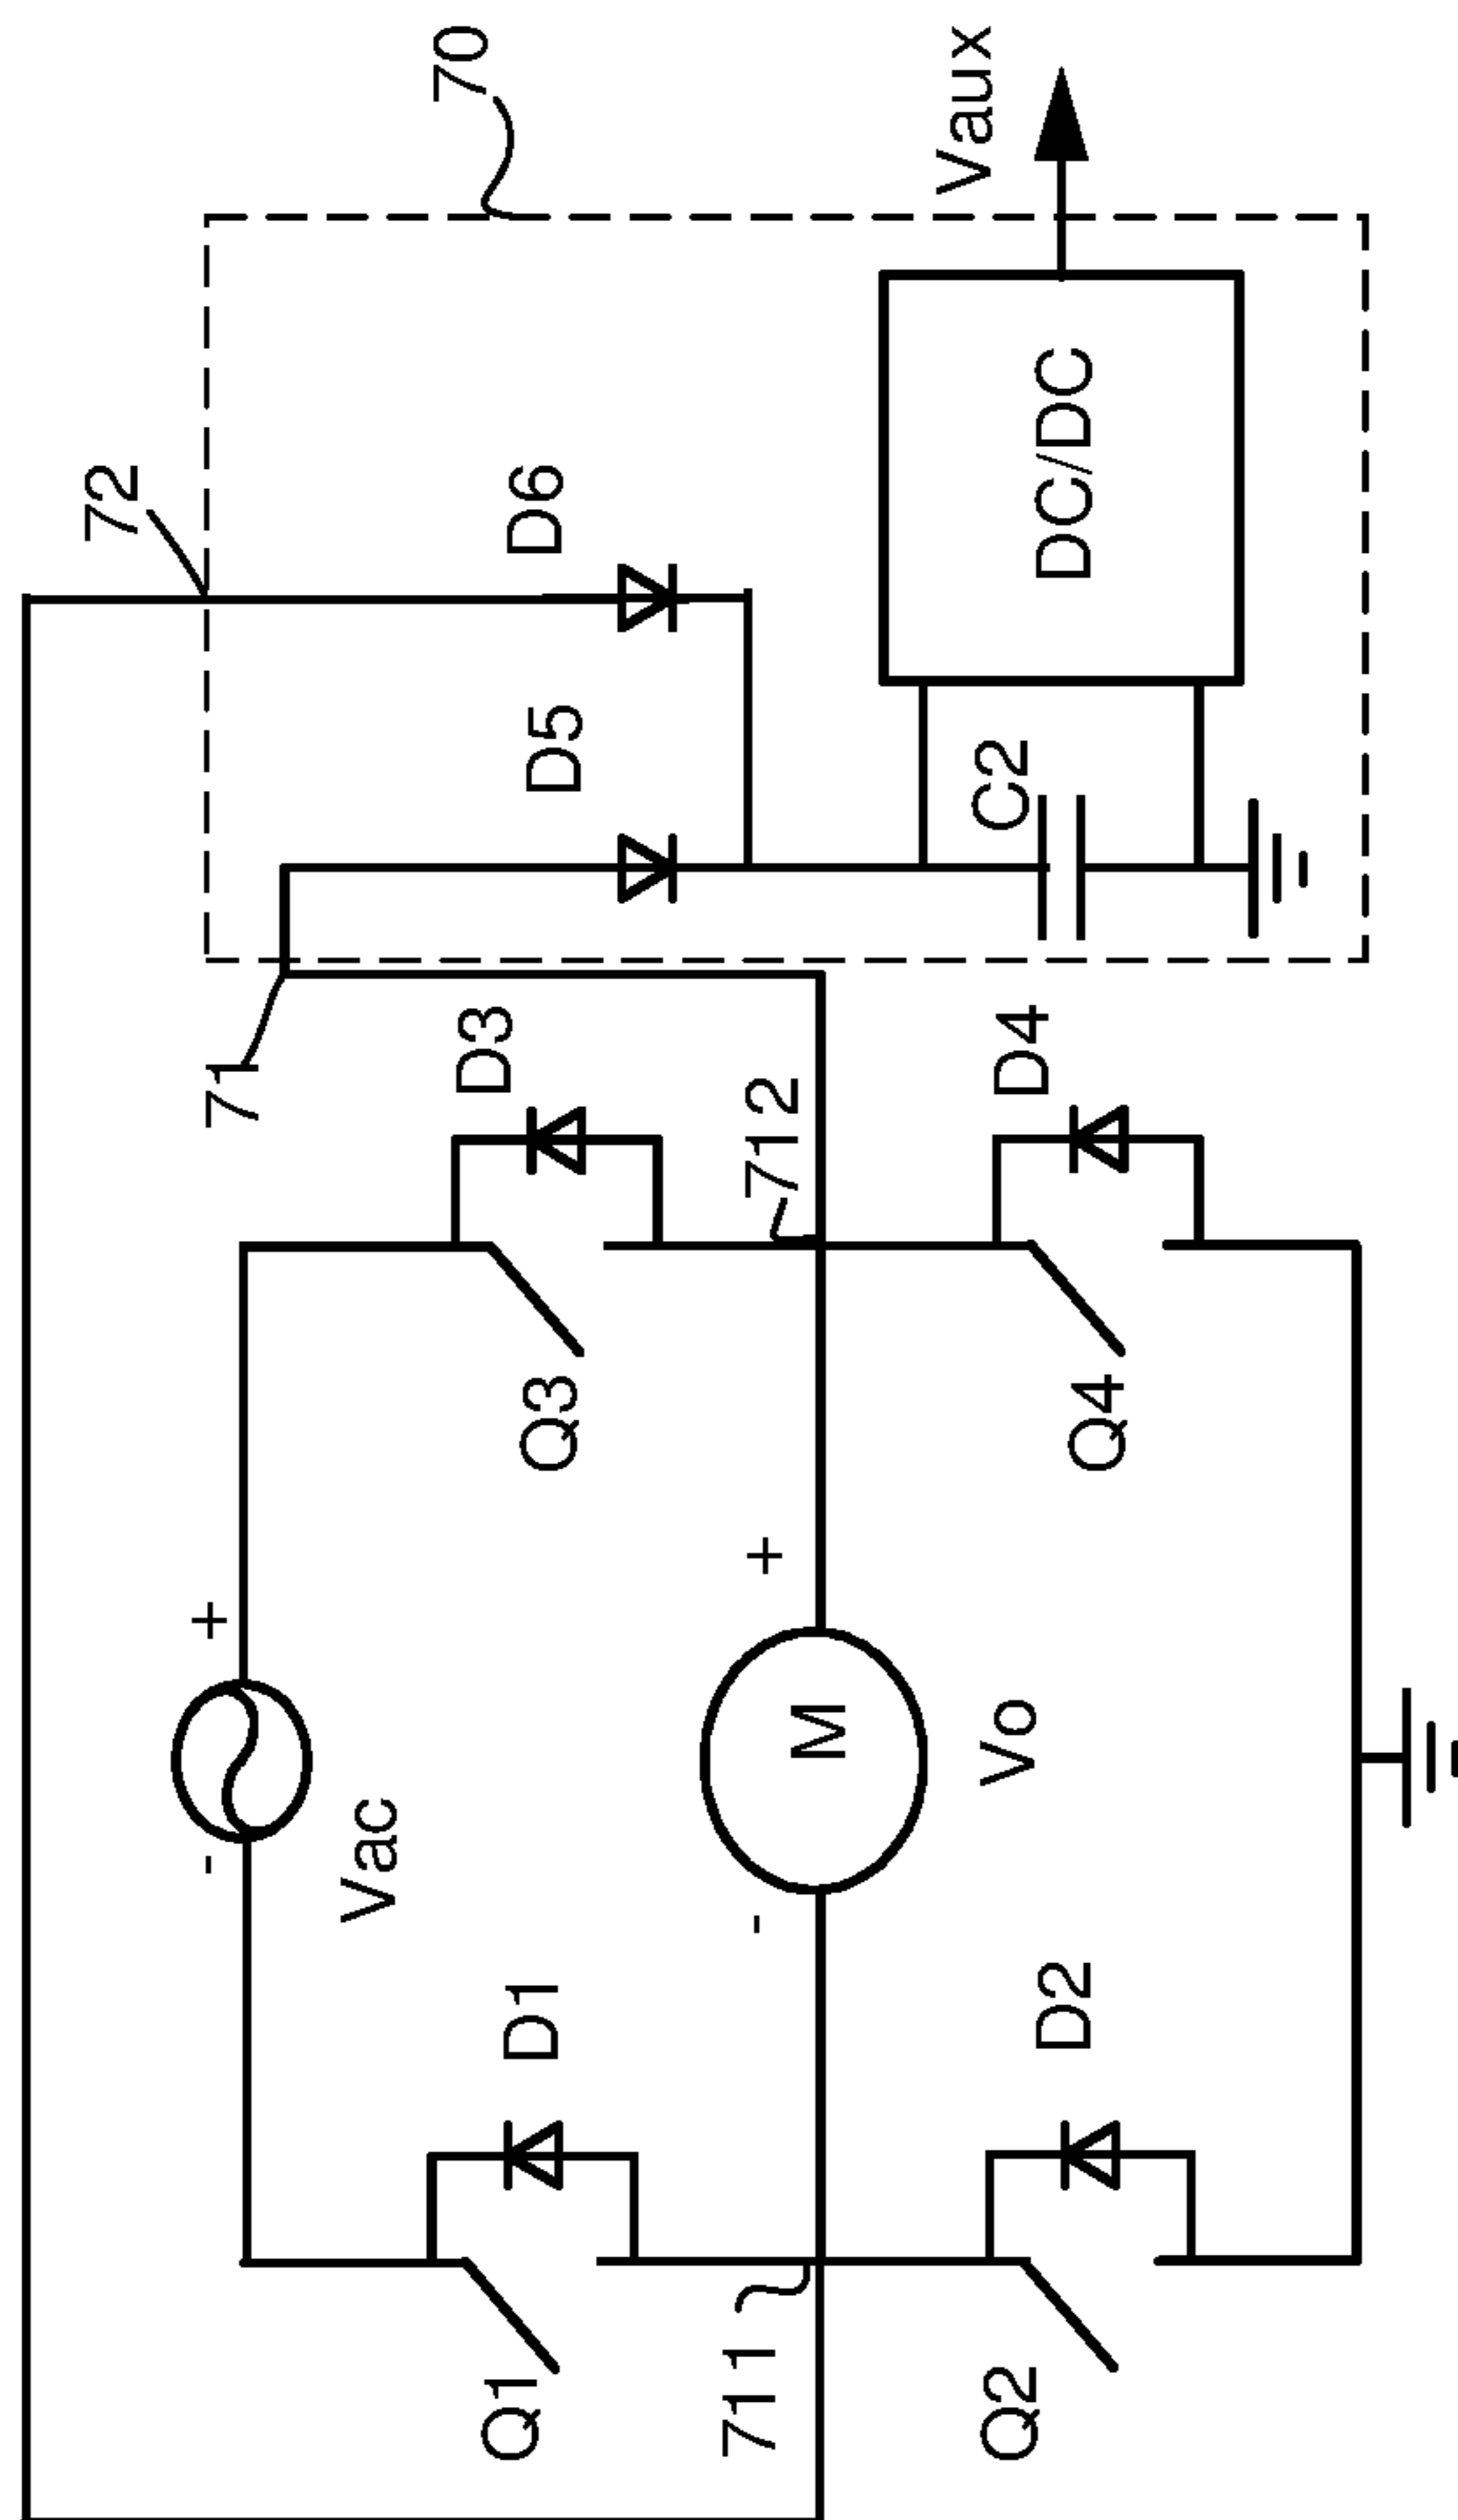 70
Vaux
72
D6
D5
DC/DC
C2
71
D3
712
D4
Q3
Q4
+
+
-
Vac
M
Vo
-
D1
D2
Q1
711
Q2